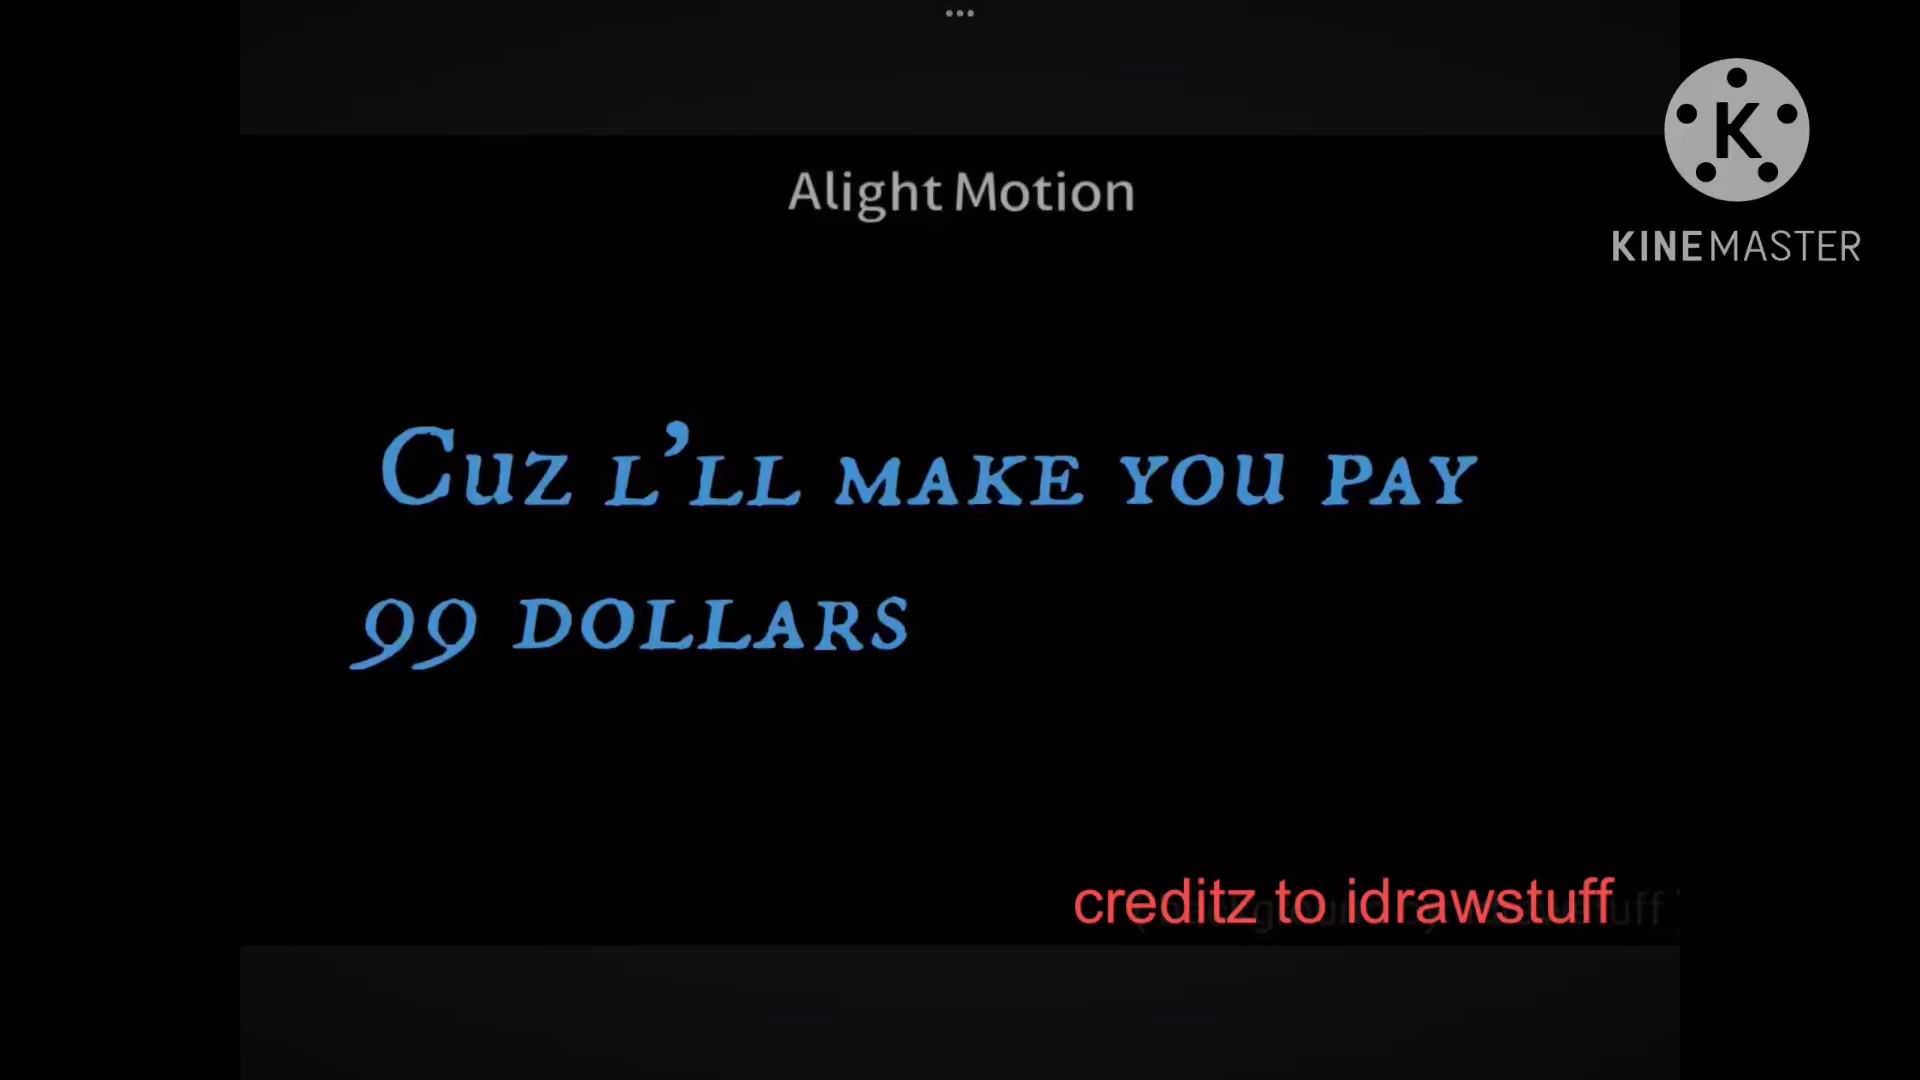 Alight Motion
KINEMASTER
Cuz l’ll make you pay
99 dollars
creditz to idrawstuff